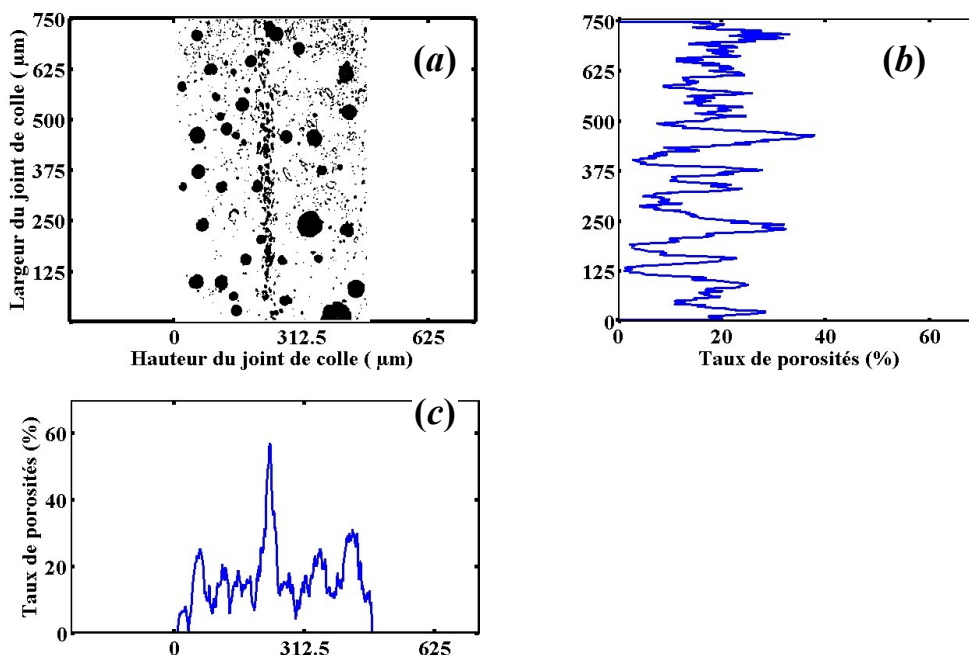 750
625
500
375
250
125
0 312.5 625
Largeur du joint de colle ( µm)
Hauteur du joint de colle ( µm)
(a)
750
625
500
375
250
125
0
0 20 40 60
Taux de porosités (%)
(b)
60
40
20
0
0 312.5 625
Taux de porosités (%)
(c)